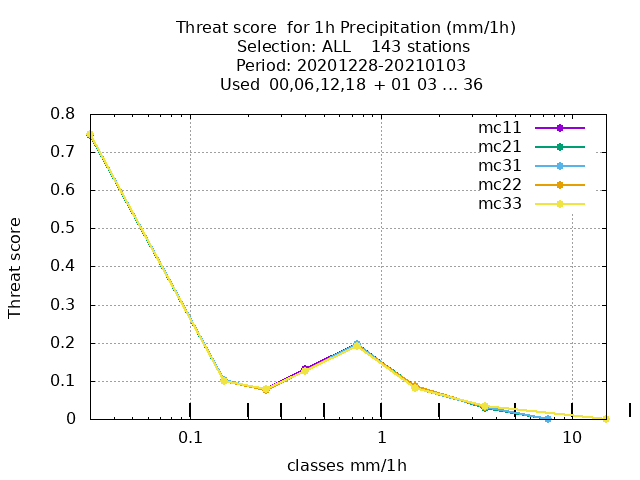 Threat score  for 1h Precipitation (mm/1h)
Selection: ALL    143 stations
Period: 20201228-20210103
Used  00,06,12,18  + 01 03 ... 36
mc11
mc21
mc31
mc22
mc33
0.8
0.7
0.6
0.5
0.4
0.3
0.2
0.1
0
Threat score
0.1
1
10
classes mm/1h